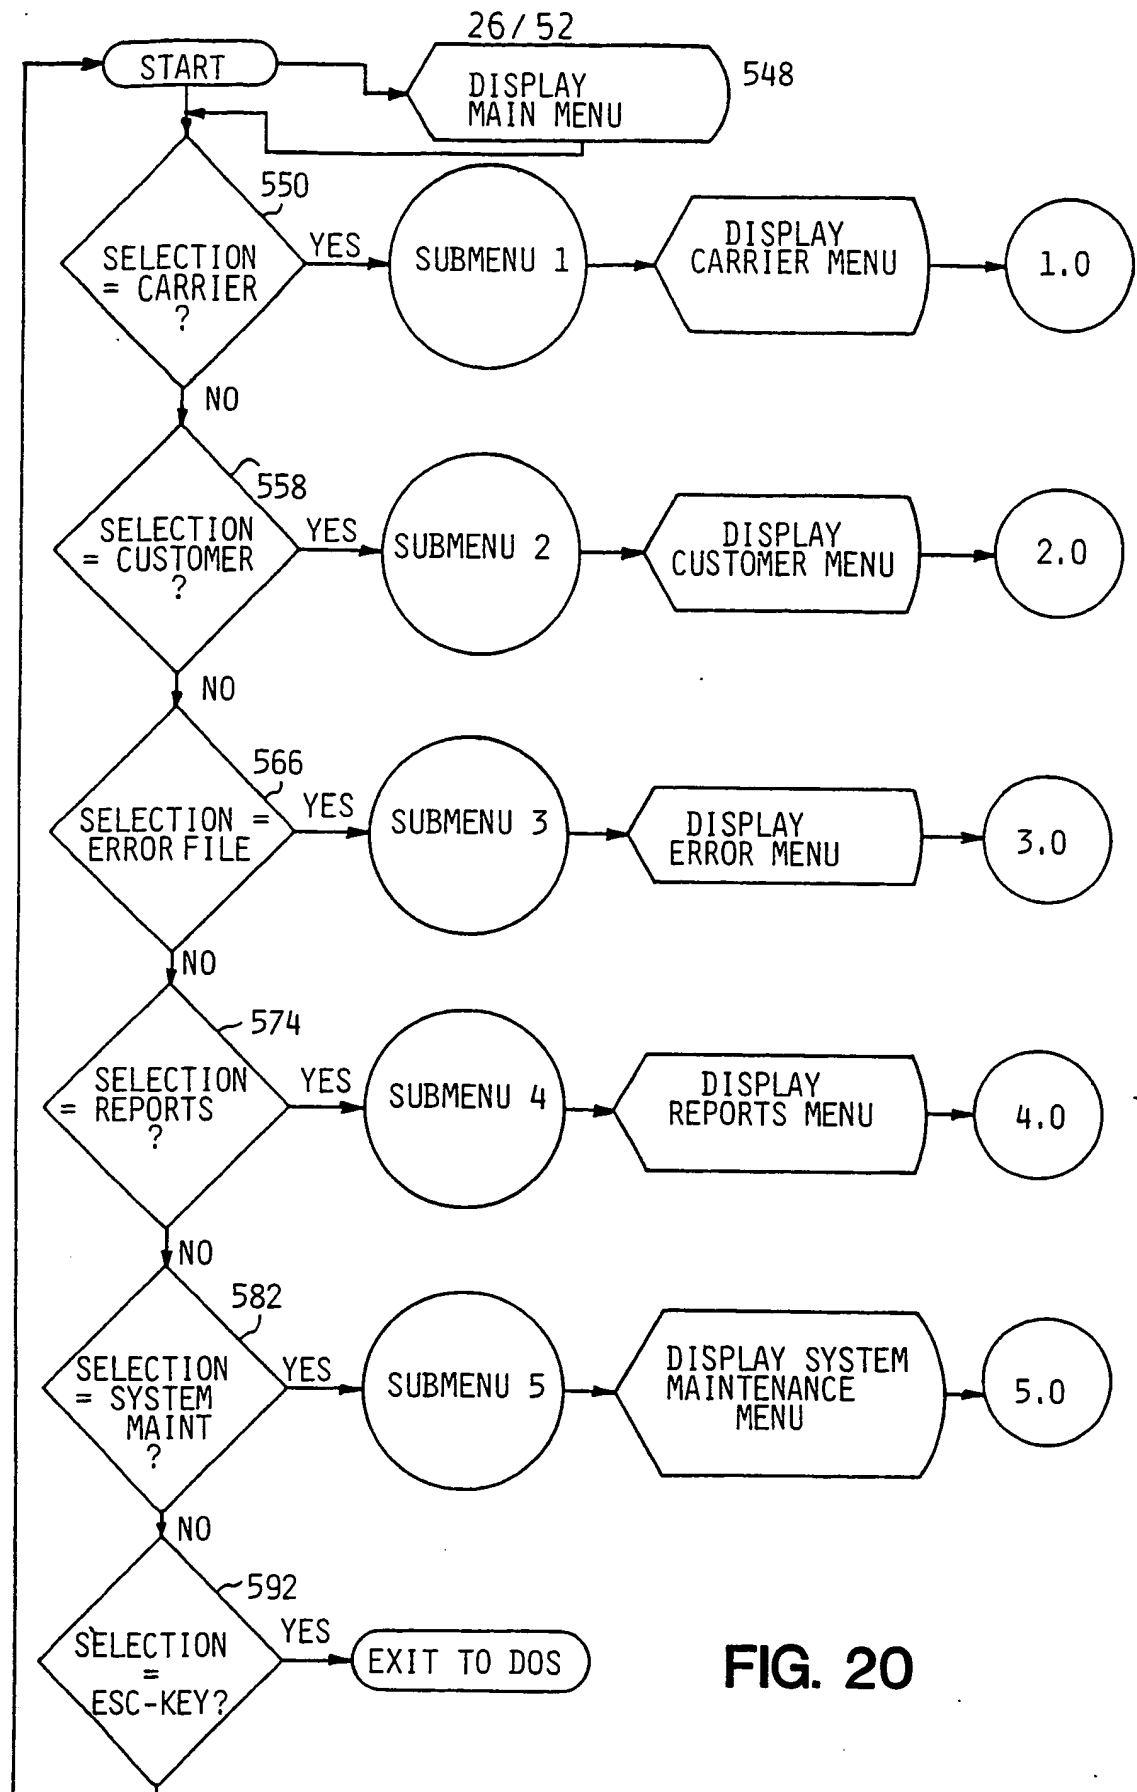 26/52
START
DISPLAY
MAIN MENU
548
550
SELECTION
= CARRIER
?
YES
SUBMENU 1
DISPLAY
CARRIER MENU
1.0
NO
558
SELECTION
= CUSTOMER
?
YES
SUBMENU 2
DISPLAY
CUSTOMER MENU
2.0
NO
566
SELECTION =
ERROR FILE
YES
SUBMENU 3
DISPLAY
ERROR MENU
3.0
NO
574
SELECTION
= REPORTS
?
YES
SUBMENU 4
DISPLAY
REPORTS MENU
4.0
NO
582
SELECTION
= SYSTEM
MAINT
?
YES
SUBMENU 5
DISPLAY SYSTEM
MAINTENANCE
MENU
5.0
NO
592
SELECTION
=
ESC-KEY?
YES
EXIT TO DOS
FIG. 20